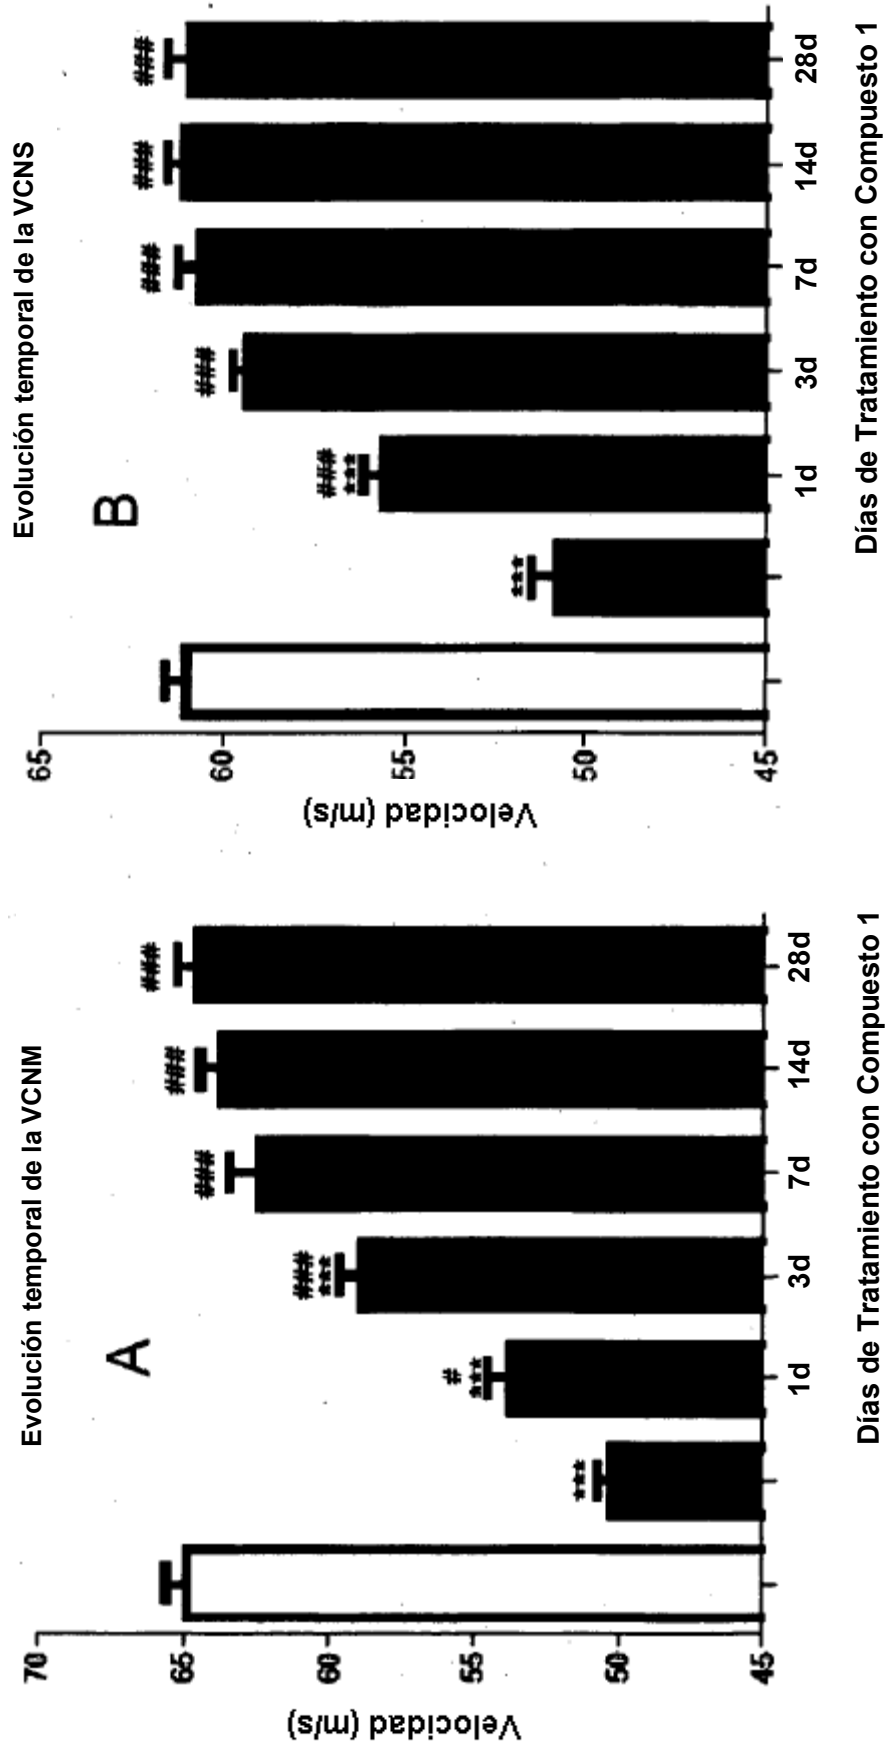 Evolución temporal de la VCNM
A
Velocidad (m/s)
70
65
60
55
50
45
***
#
***
###
***
###
###
###
1d
3d
7d
14d
28d
Días de Tratamiento con Compuesto 1
Evolución temporal de la VCNS
B
Velocidad (m/s)
65
60
55
50
45
***
###
***
###
###
###
###
1d
3d
7d
14d
28d
Días de Tratamiento con Compuesto 1